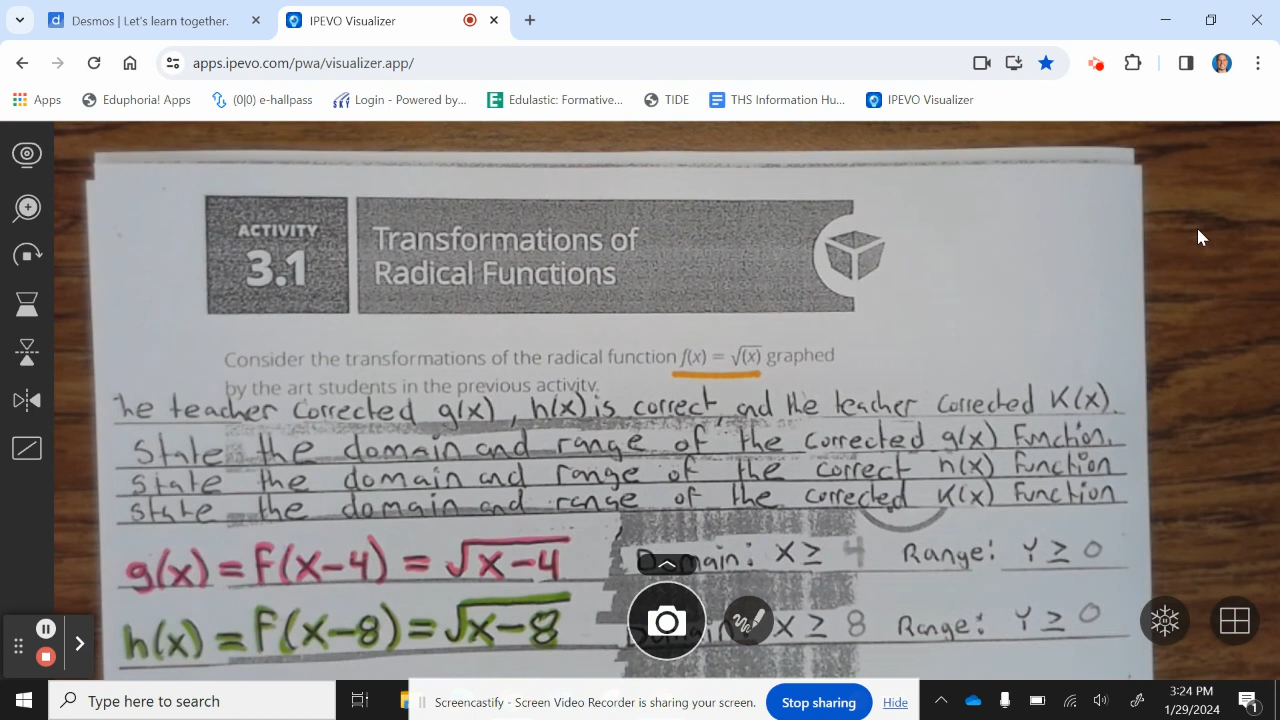 Desmos | Let's learn together.
IPEVO Visualizer
apps.ipevo.com/pwa/visualizer.app/
Apps
Eduphoria! Apps
(0|0) e-hallpass
Login - Powered by...
Edulastic: Formative...
TIDE
THS Information Hu...
IPEVO Visualizer
ACTIVITY
3.1
Transformations of
Radical Functions
Consider the transformations of the radical function f(x) = √(x) graphed
by the art students in the previous activity.
he teacher corrected g(x), h(x) is correct, and the teacher corrected K(x).
State the domain and range of the corrected g(x) function.
State the domain and range of the correct h(x) function
State the domain and range of the corrected K(x) function
g(x) = f(x-4) = √x-4 Domain: x ≥ 4 Range: Y ≥ 0
h(x) = f(x-8) = √x-8 x ≥ 8 Range: Y ≥ 0
Type here to search
Screencastify - Screen Video Recorder is sharing your screen.
Stop sharing
Hide
3:24 PM
1/29/2024
1